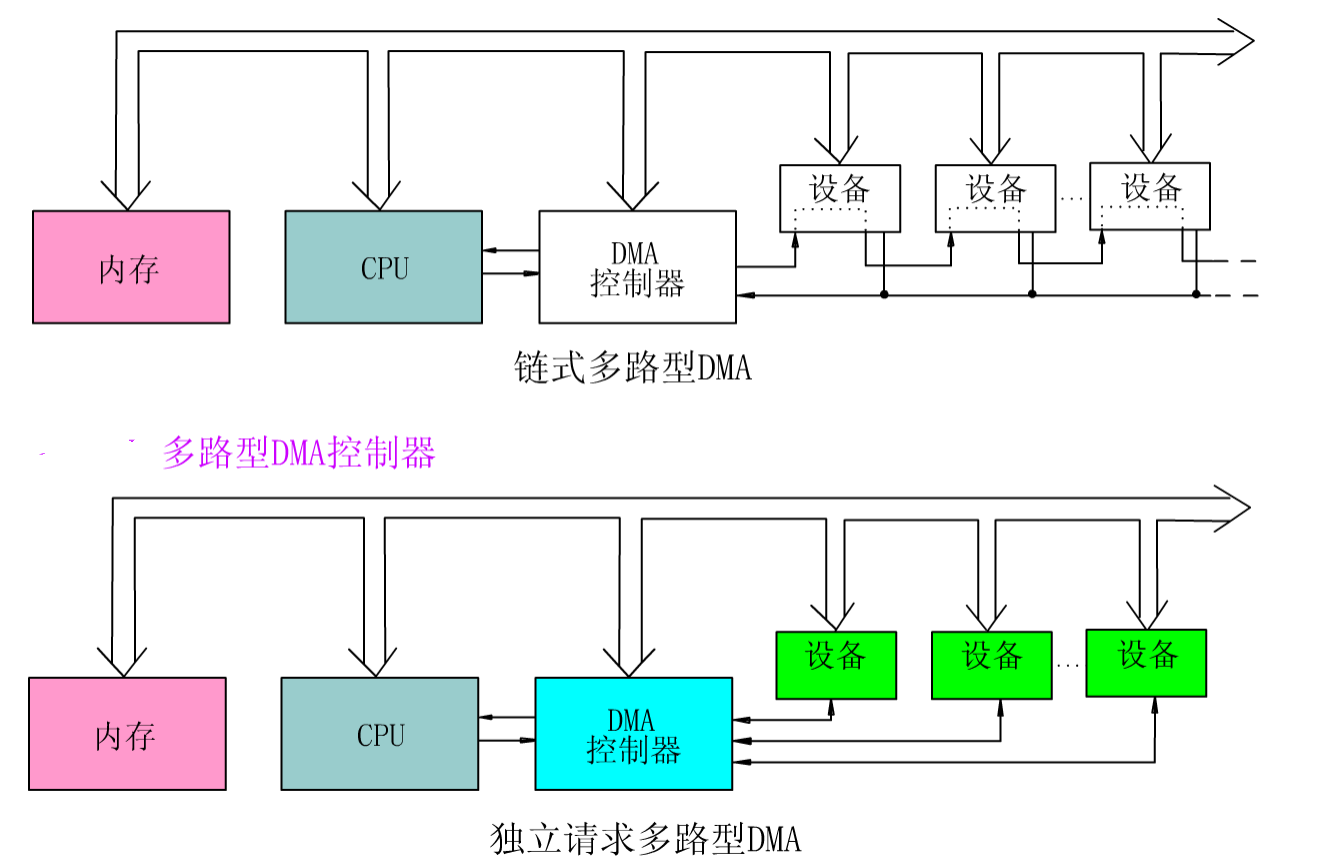 设备 设备 ... 设备
内存 CPU DMA
控制器
链式多路型DMA
多路型DMA控制器
设备 设备 ... 设备
内存 CPU DMA
控制器
独立请求多路型DMA